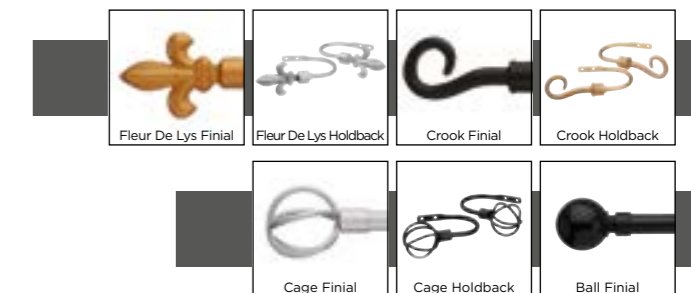 Fleur De Lys Finial
Fleur De Lys Holdback
Crook Finial
Crook Holdback
Cage Finial
Cage Holdback
Ball Finial